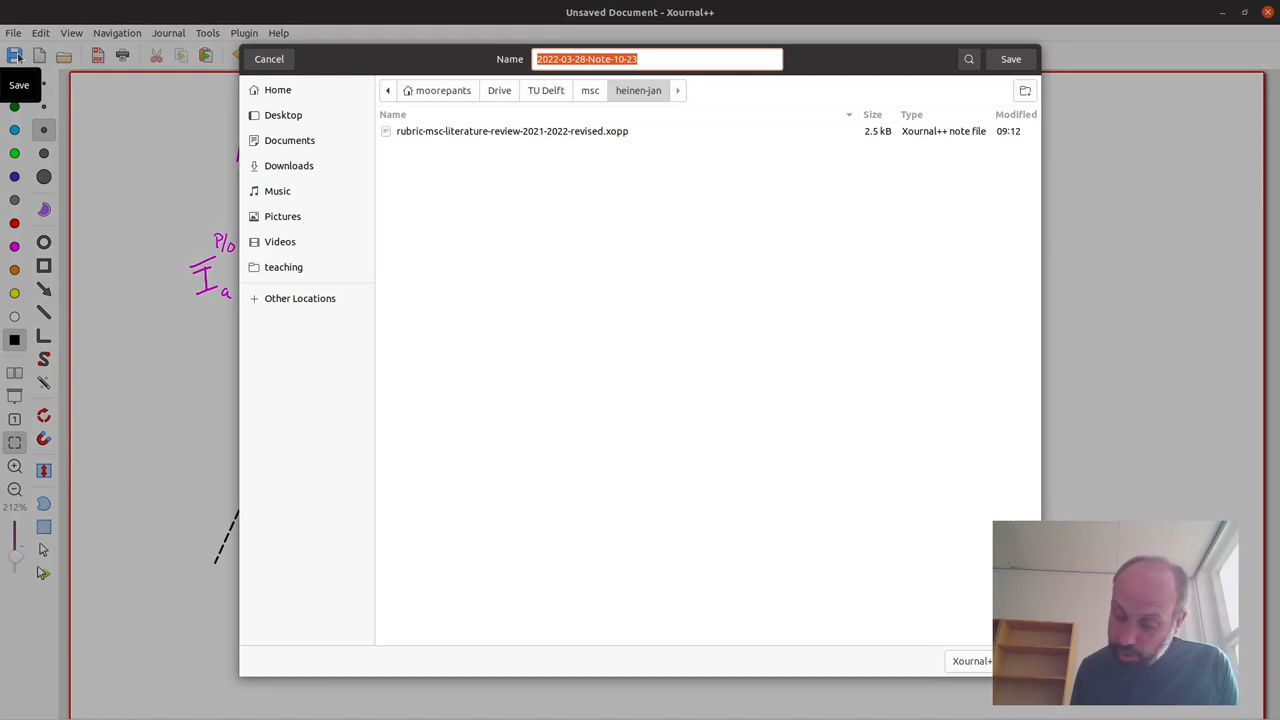 Unsaved Document - Xournal++
File Edit View Navigation Journal Tools Plugin Help
Cancel Name 2022-03-28-Note-10-23 Save
Save
moorepants Drive TU Delft msc heinen-jan
Home
Desktop
Documents
Downloads
Music
Pictures
Videos
teaching
Other Locations
Name Size Type Modified
rubric-msc-literature-review-2021-2022-revised.xopp 2.5 kB Xournal++ note file 09:12
P/O
I
a
212%
Xournal+